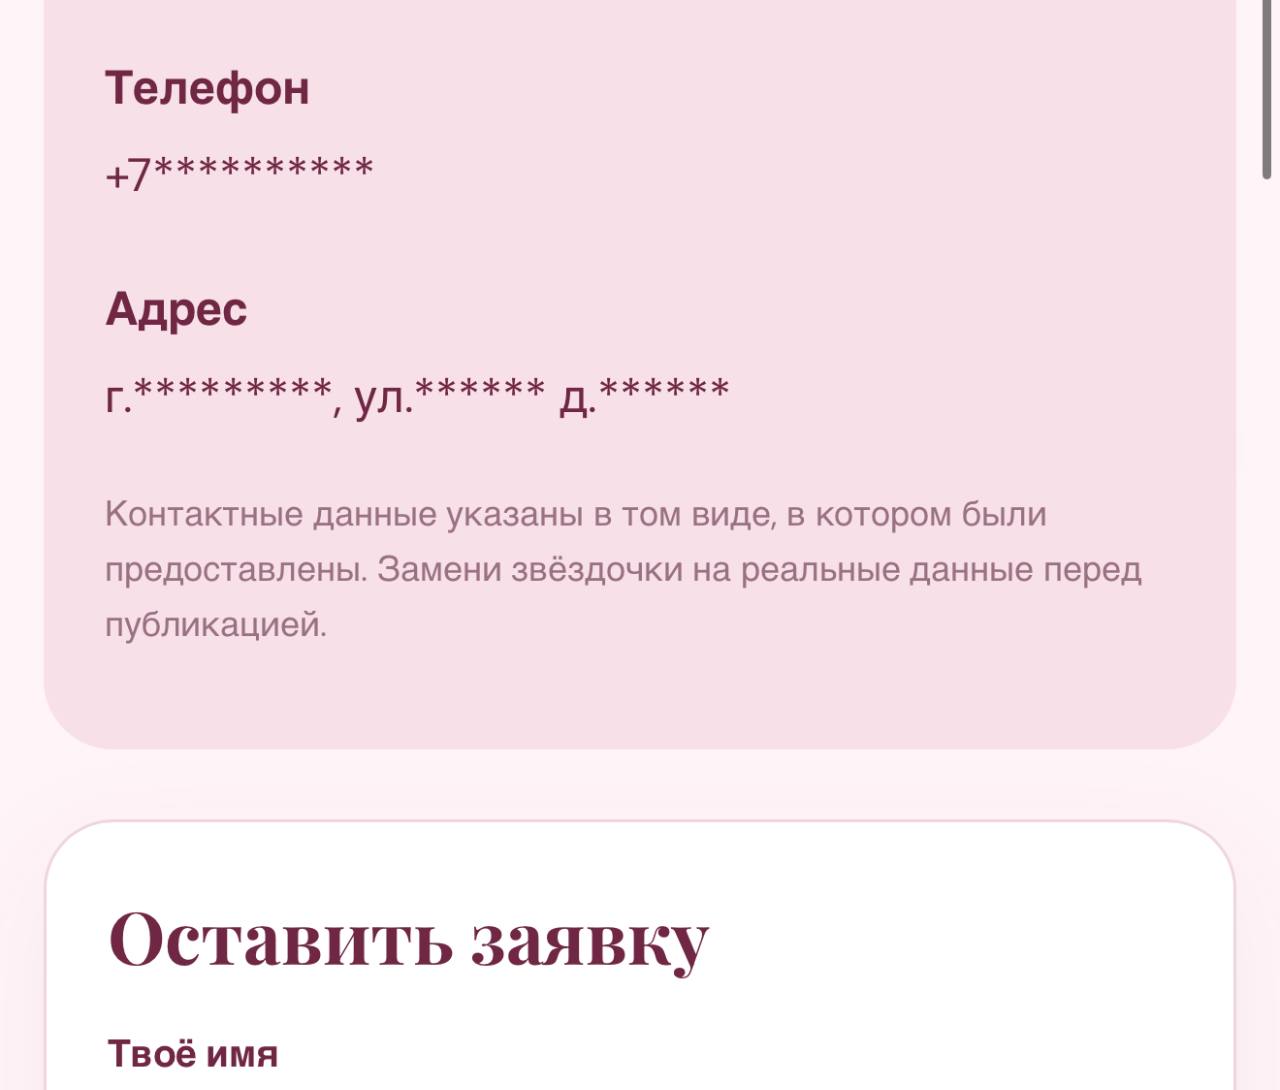 Телефон
+7**********
Адрес
г.*********, ул.****** д.******
Контактные данные указаны в том виде, в котором были
предоставлены. Замени звёздочки на реальные данные перед
публикацией.
Оставить заявку
Твоё имя